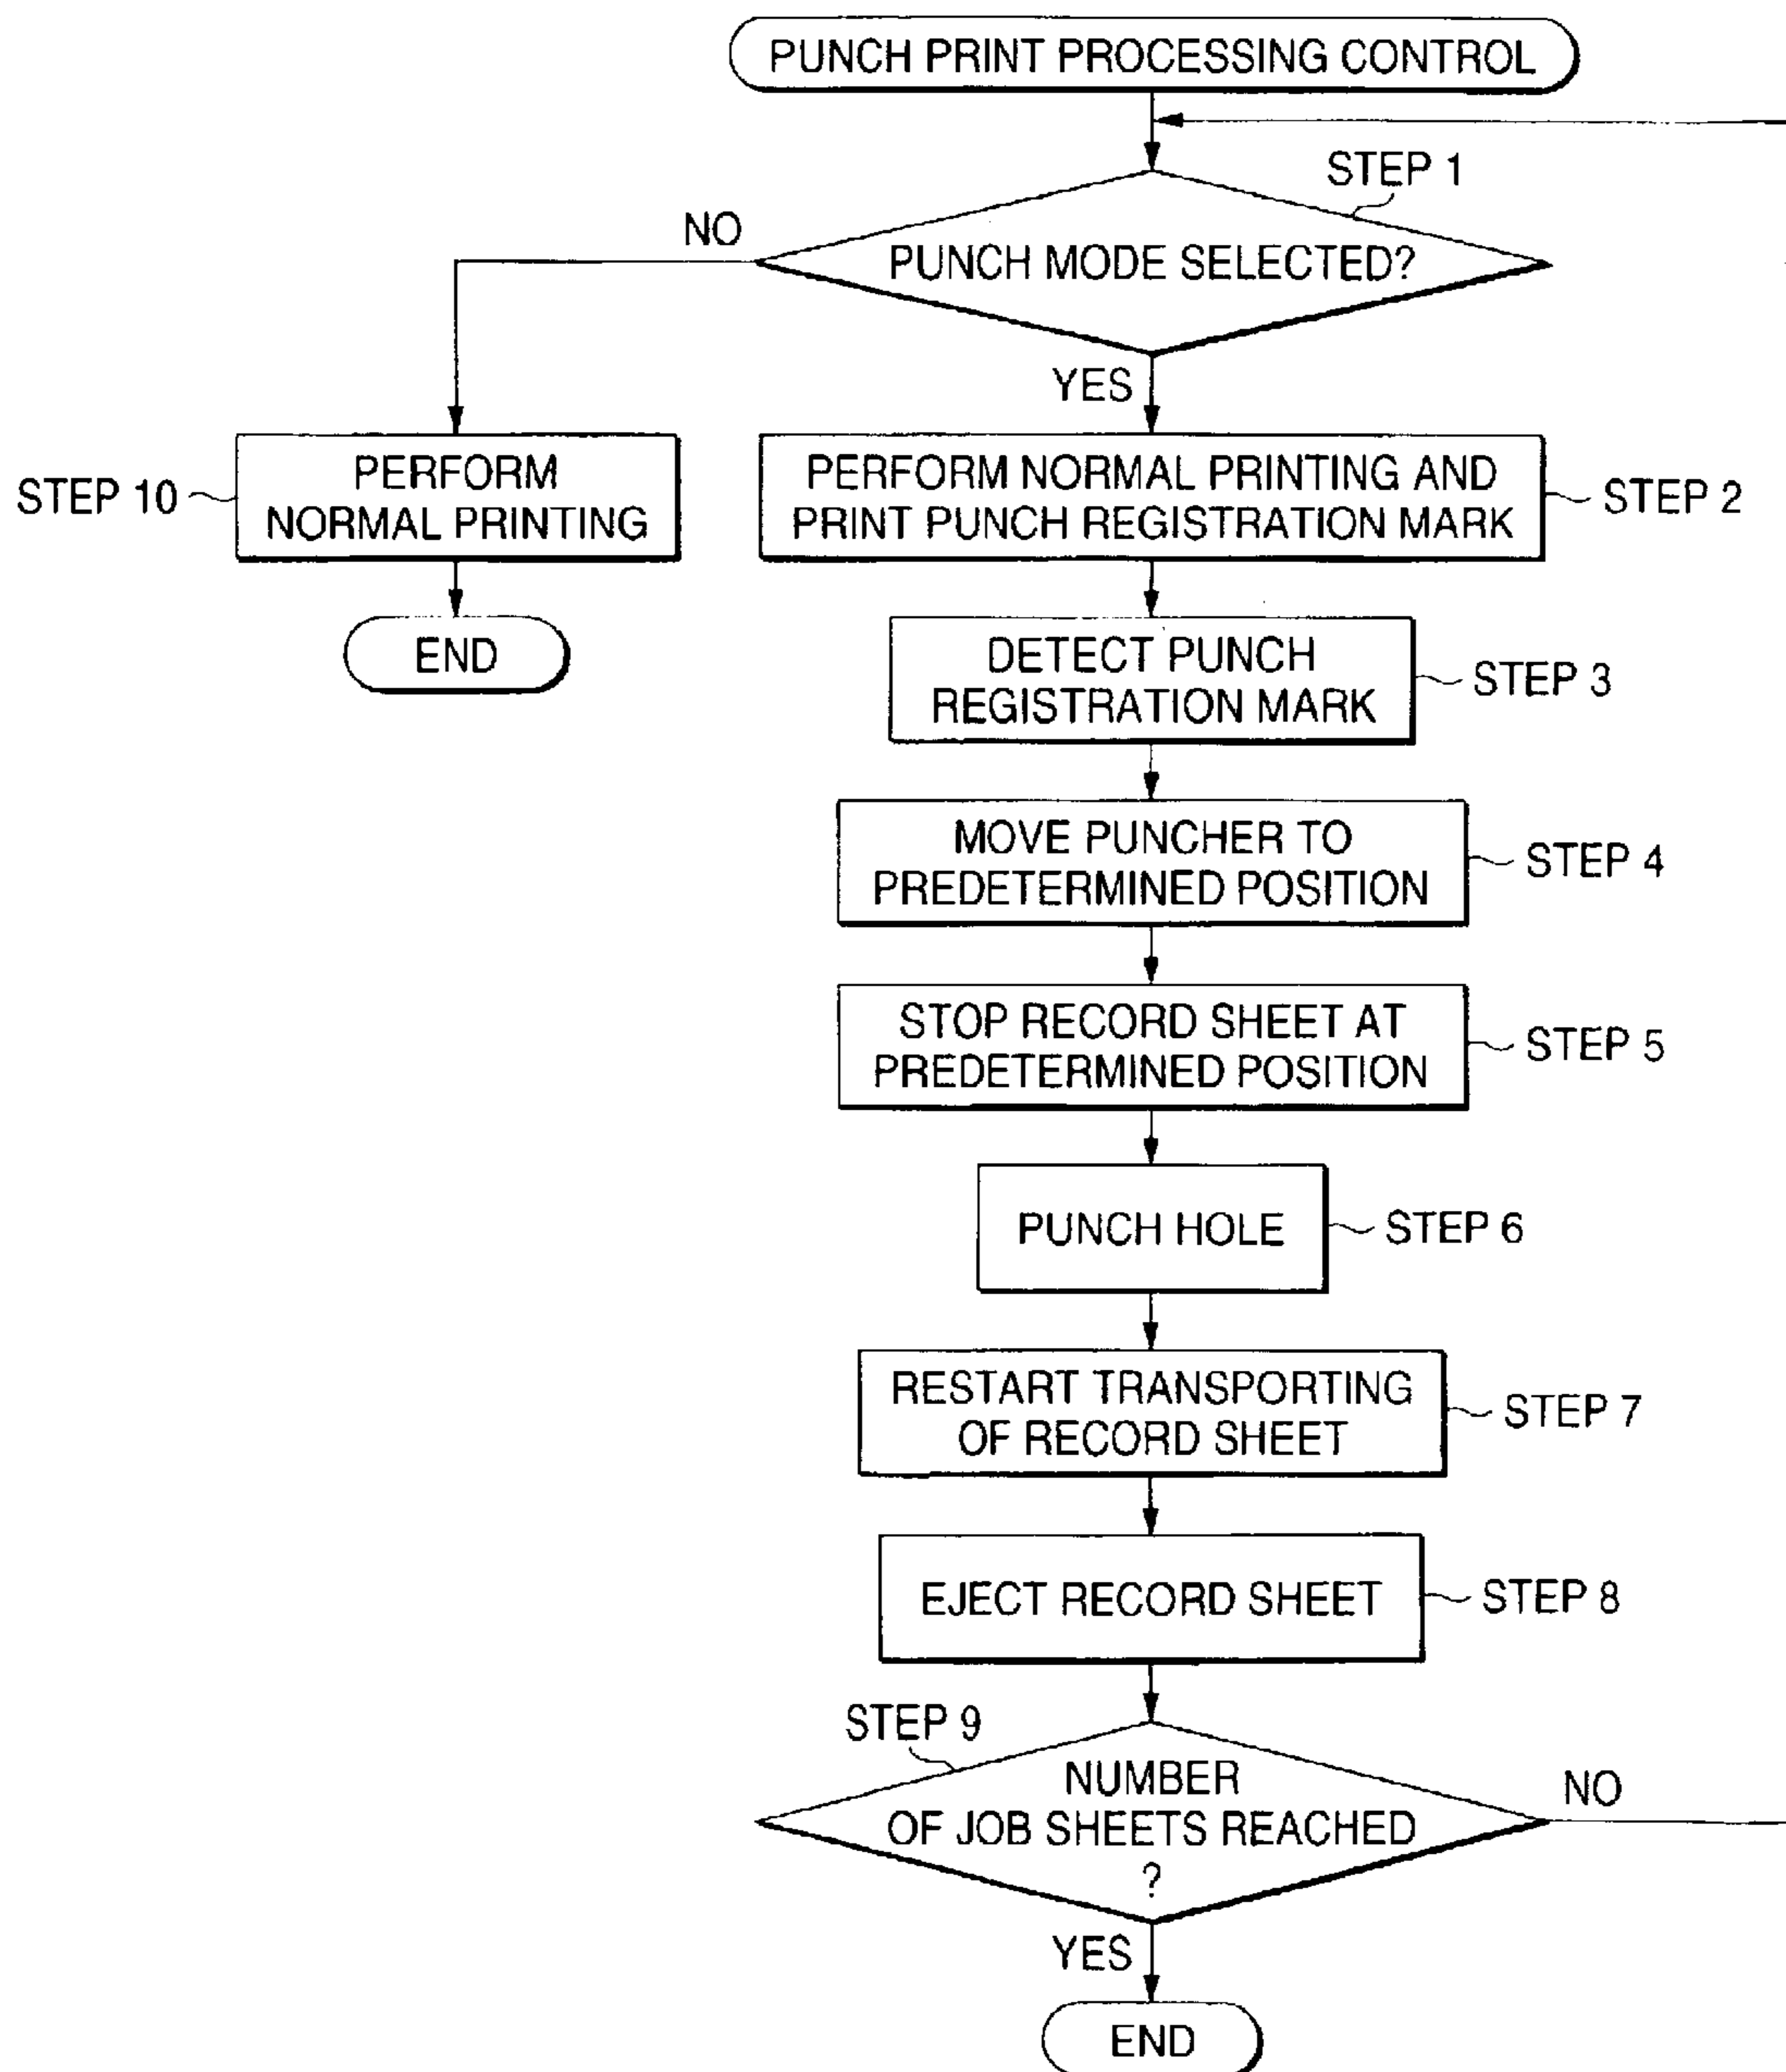 PUNCH PRINT PROCESSING CONTROL
STEP 1
NO
PUNCH MODE SELECTED?
YES
STEP 10
PERFORM
NORMAL PRINTING
END
PERFORM NORMAL PRINTING AND
PRINT PUNCH REGISTRATION MARK
STEP 2
DETECT PUNCH
REGISTRATION MARK
STEP 3
MOVE PUNCHER TO
PREDETERMINED POSITION
STEP 4
STOP RECORD SHEET AT
PREDETERMINED POSITION
STEP 5
PUNCH HOLE
STEP 6
RESTART TRANSPORTING
OF RECORD SHEET
STEP 7
EJECT RECORD SHEET
STEP 8
STEP 9
NUMBER
OF JOB SHEETS REACHED
?
NO
YES
END